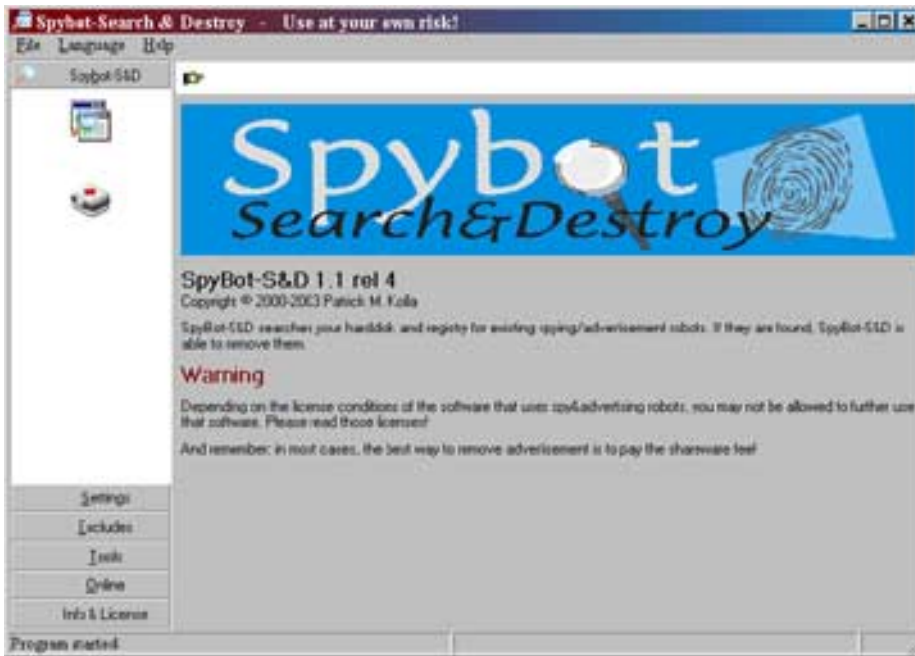 Spybot-Search & Destroy - Use at your own risk!
File Language Help
Spybot-S&D
Spybot
Search&Destroy
SpyBot-S&D 1.1 rel 4
Copyright © 2000-2003 Patrick M. Kolla
SpyBot-S&D searches your harddisk and registry for existing spying/advertisement robots. If they are found, SpyBot-S&D is
able to remove them.
Warning
Depending on the license conditions of the software that uses spy&advertising robots, you may not be allowed to further use
that software. Please read those licenses!
And remember: in most cases, the best way to remove advertisement is to pay the shareware fee!
Settings
Excludes
Tools
Online
Info & License
Program started.